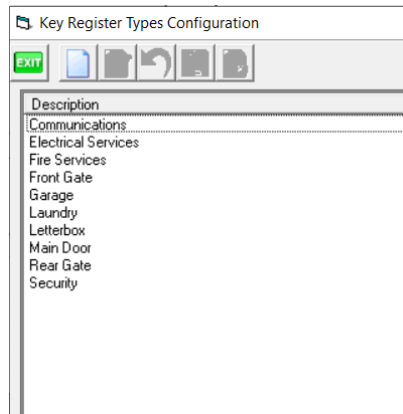 Key Register Types Configuration
EXIT
Description
Communications
Electrical Services
Fire Services
Front Gate
Garage
Laundry
Letterbox
Main Door
Rear Gate
Security